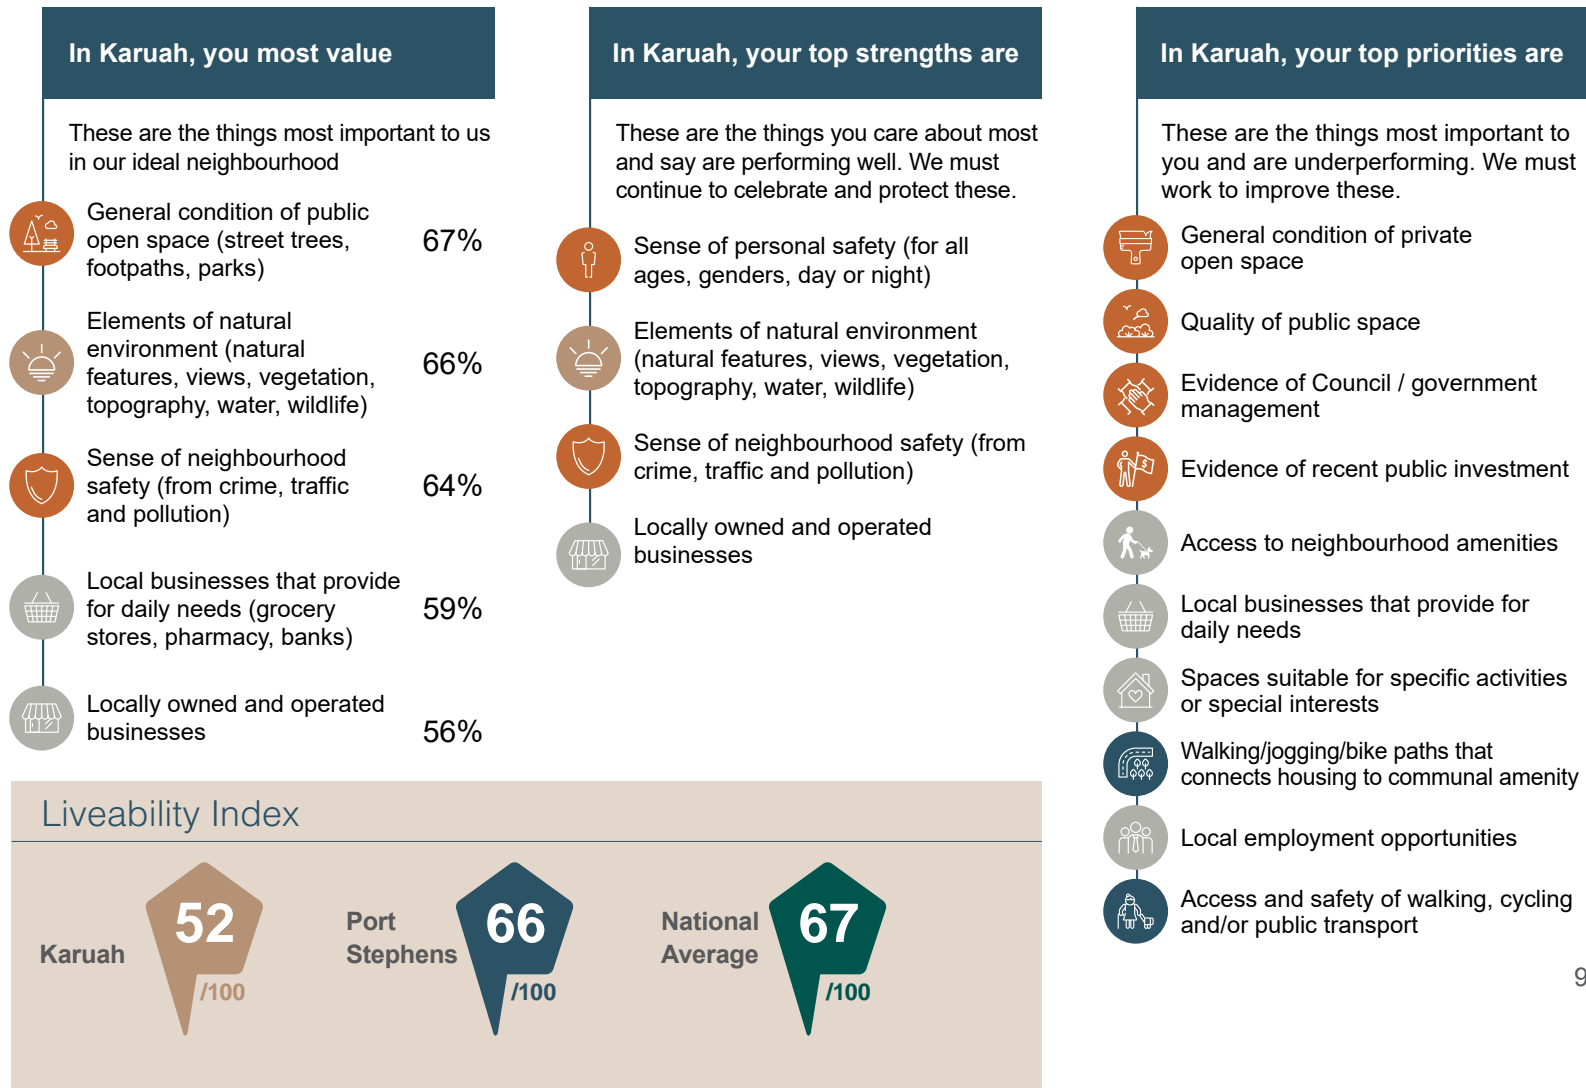 In Karuah, you most value
These are the things most important to us
in our ideal neighbourhood
General condition of public
open space (street trees,
footpaths, parks)
67%
Elements of natural
environment (natural
features, views, vegetation,
topography, water, wildlife)
66%
Sense of neighbourhood
safety (from crime, traffic
and pollution)
64%
Local businesses that provide
for daily needs (grocery
stores, pharmacy, banks)
59%
Locally owned and operated
businesses
56%
In Karuah, your top strengths are
These are the things you care about most
and say are performing well. We must
continue to celebrate and protect these.
Sense of personal safety (for all
ages, genders, day or night)
Elements of natural environment
(natural features, views, vegetation,
topography, water, wildlife)
Sense of neighbourhood safety (from
crime, traffic and pollution)
Locally owned and operated
businesses
In Karuah, your top priorities are
These are the things most important to
you and are underperforming. We must
work to improve these.
General condition of private
open space
Quality of public space
Evidence of Council / government
management
$
Evidence of recent public investment
Access to neighbourhood amenities
Local businesses that provide for
daily needs
Spaces suitable for specific activities
or special interests
Walking/jogging/bike paths that
connects housing to communal amenity
Local employment opportunities
Access and safety of walking, cycling
and/or public transport
Liveability Index
Karuah
52
/100
Port
Stephens
66
/100
National
Average
67
/100
9